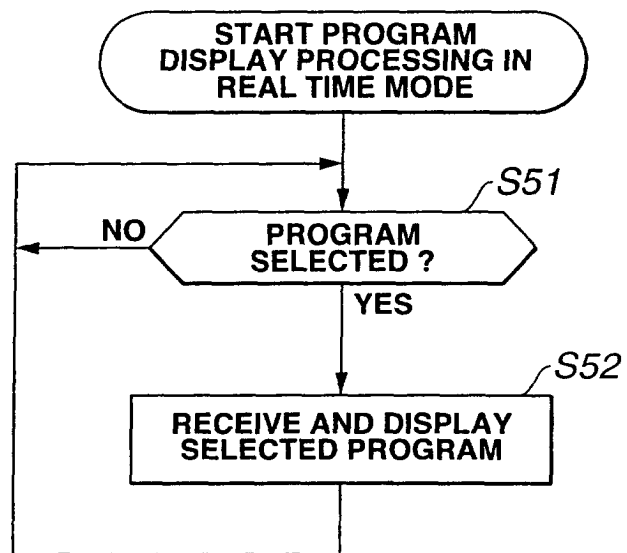 START PROGRAM
DISPLAY PROCESSING IN
REAL TIME MODE
S51
NO
PROGRAM
SELECTED ?
YES
S52
RECEIVE AND DISPLAY
SELECTED PROGRAM